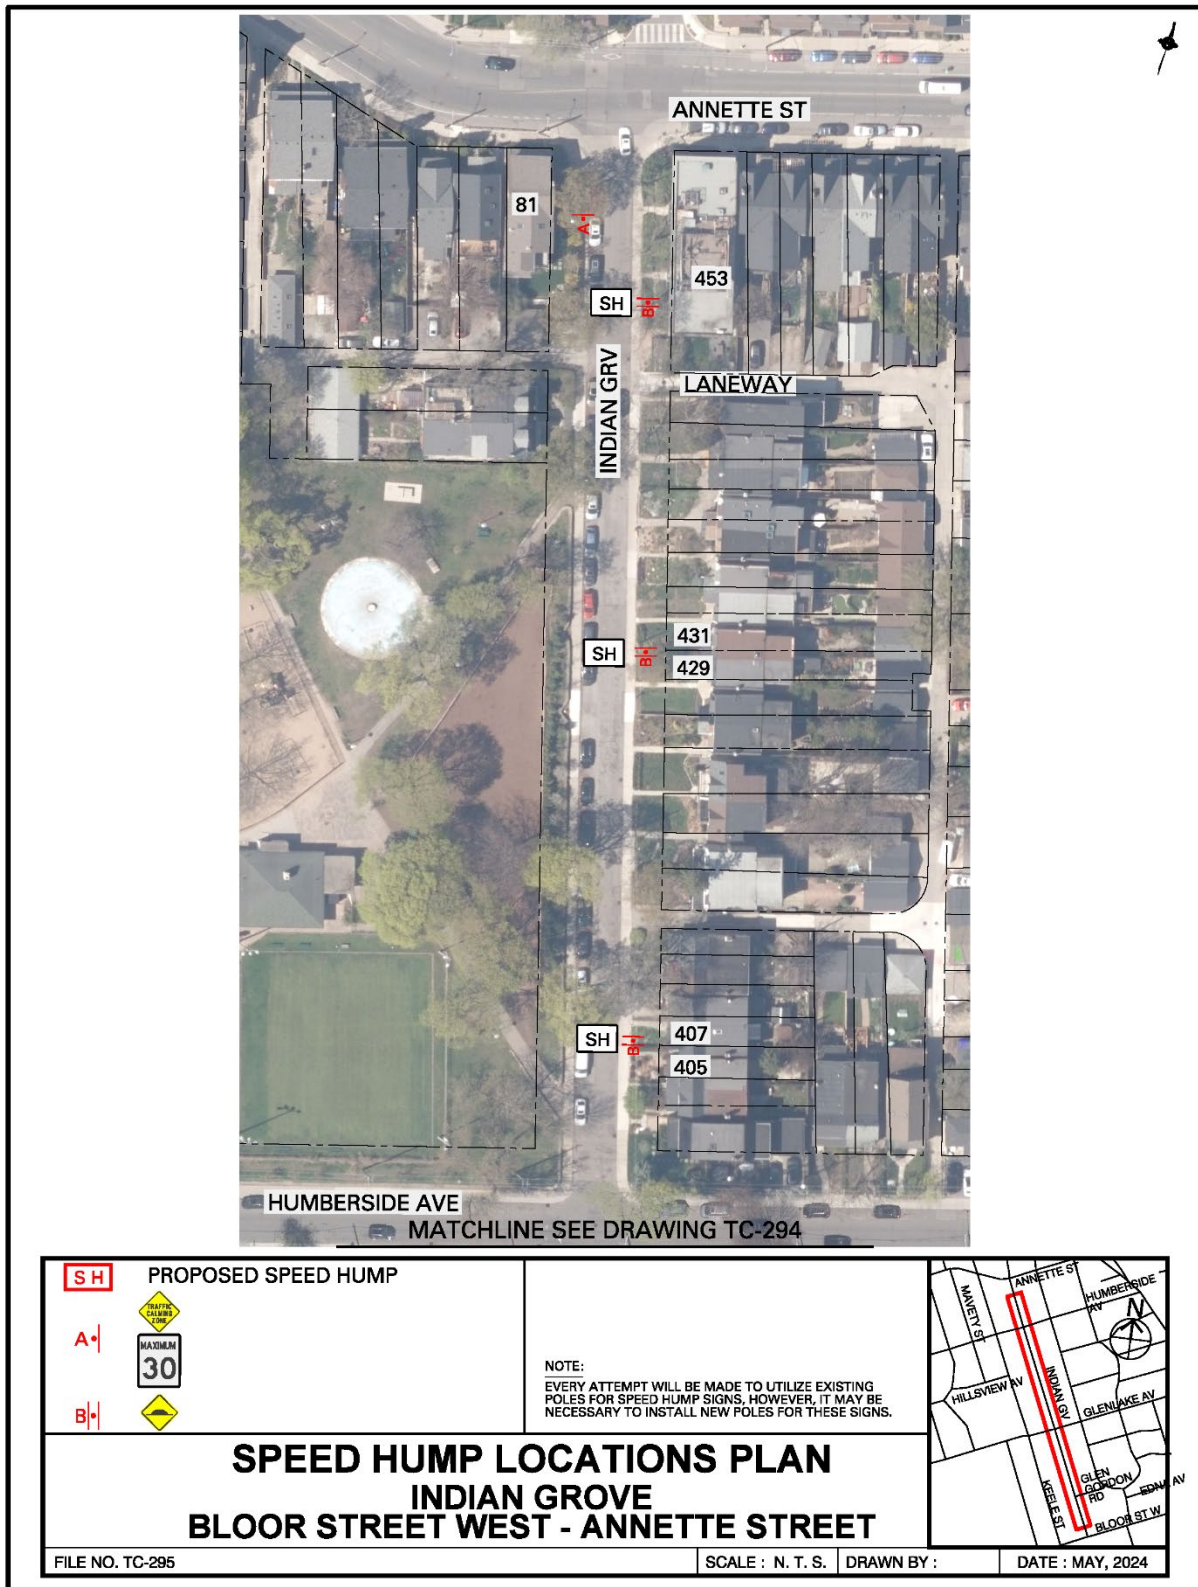 ANNETTE ST
81
A
453
SH
B
INDIAN GRV
LANEWAY
431
SH
B
429
407
SH
B
405
HUMBERSIDE AVE
MATCHLINE SEE DRAWING TC-294
SH PROPOSED SPEED HUMP
TRAFFIC
CALMING
ZONE
A
MAXIMUM
30
B
NOTE:
EVERY ATTEMPT WILL BE MADE TO UTILIZE EXISTING
POLES FOR SPEED HUMP SIGNS, HOWEVER, IT MAY BE
NECESSARY TO INSTALL NEW POLES FOR THESE SIGNS.
ANNETTE ST
HUMBERSIDE
AV
MAVETY ST
N
HILLSVIEW AV
INDIAN GV
GLENLAKE AV
GLEN
GORDON
RD
EDNA AV
KEELE ST
BLOOR ST W
SPEED HUMP LOCATIONS PLAN
INDIAN GROVE
BLOOR STREET WEST - ANNETTE STREET
FILE NO. TC-295
SCALE : N. T. S.
DRAWN BY :
DATE : MAY, 2024